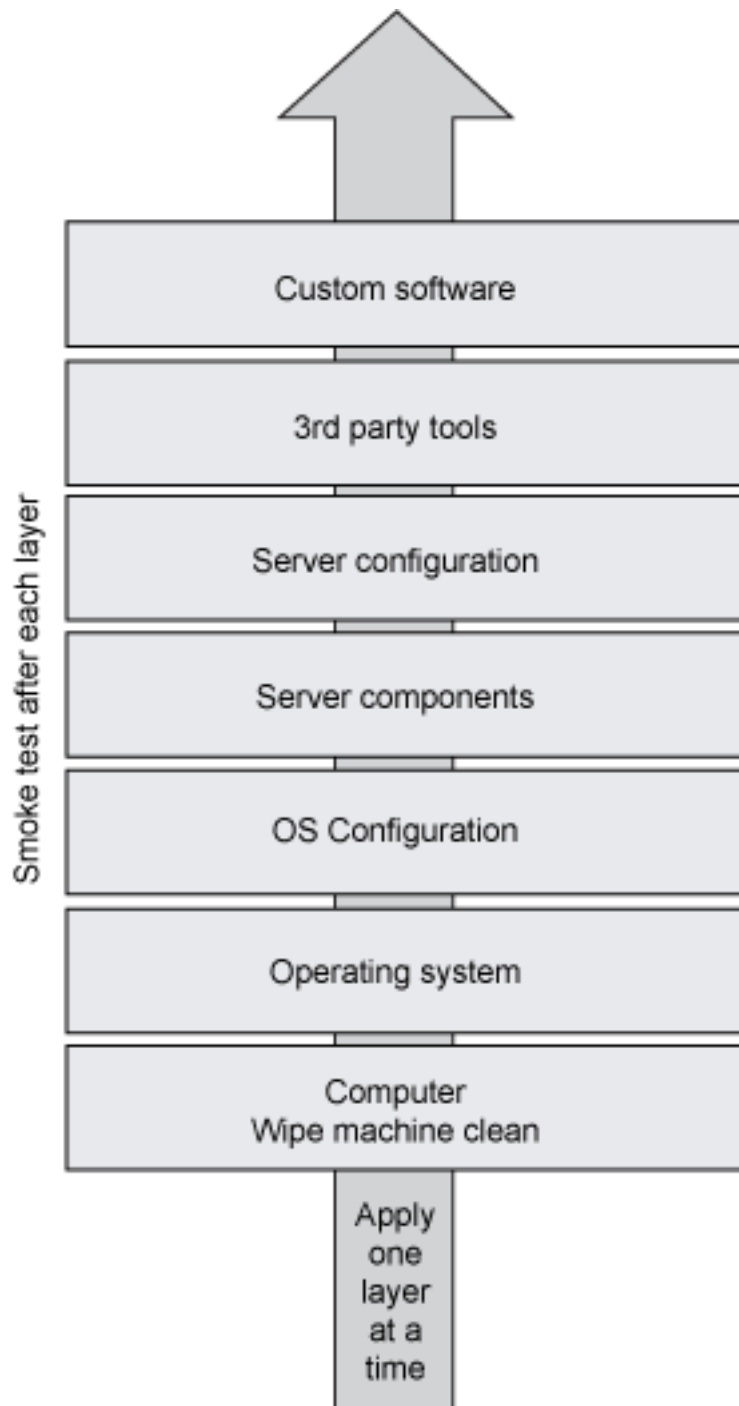 Custom software
3rd party tools
Server configuration
Server components
OS Configuration
Operating system
Computer
Wipe machine clean
Apply
one
layer
at a
time
Smoke test after each layer